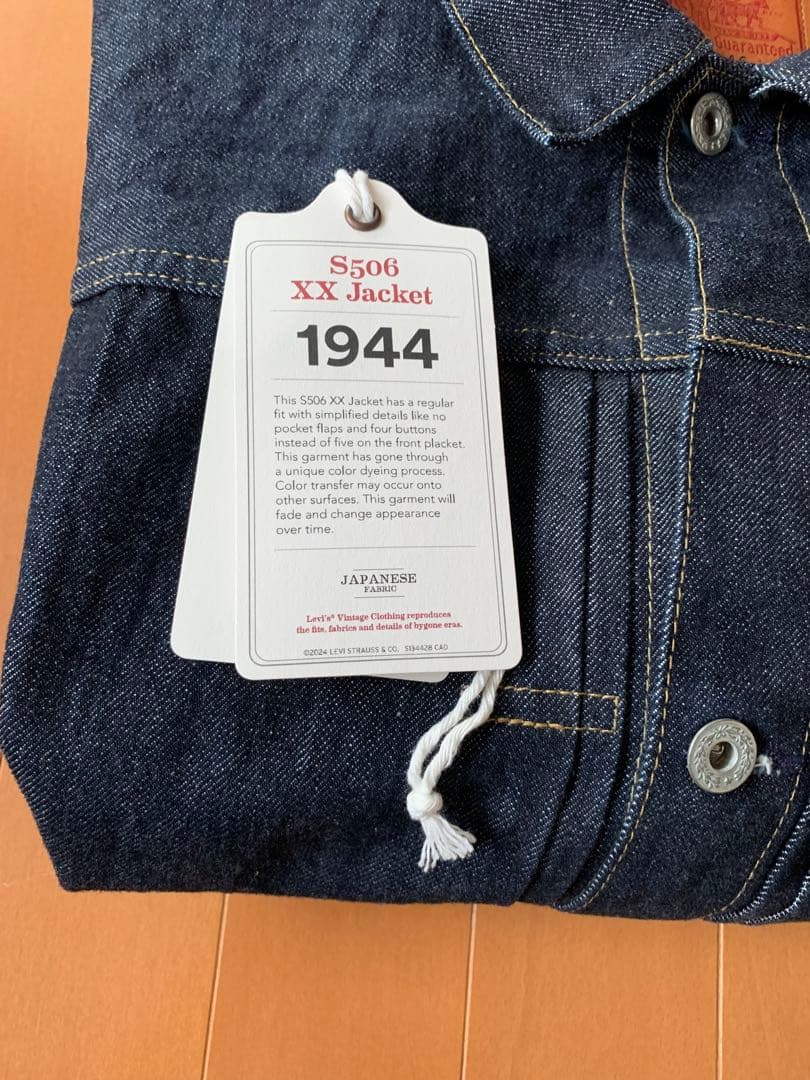 Guaranteed
S506
XX Jacket
1944
This S506 XX Jacket has a regular
fit with simplified details like no
pocket flaps and four buttons
instead of five on the front placket.
This garment has gone through
a unique color dyeing process.
Color transfer may occur onto
other surfaces. This garment will
fade and change appearance
over time.
JAPANESE
FABRIC
Levi's® Vintage Clothing reproduces
the fits, fabrics and details of bygone eras.
©2024 LEVI STRAUSS & CO. S194428 CAD